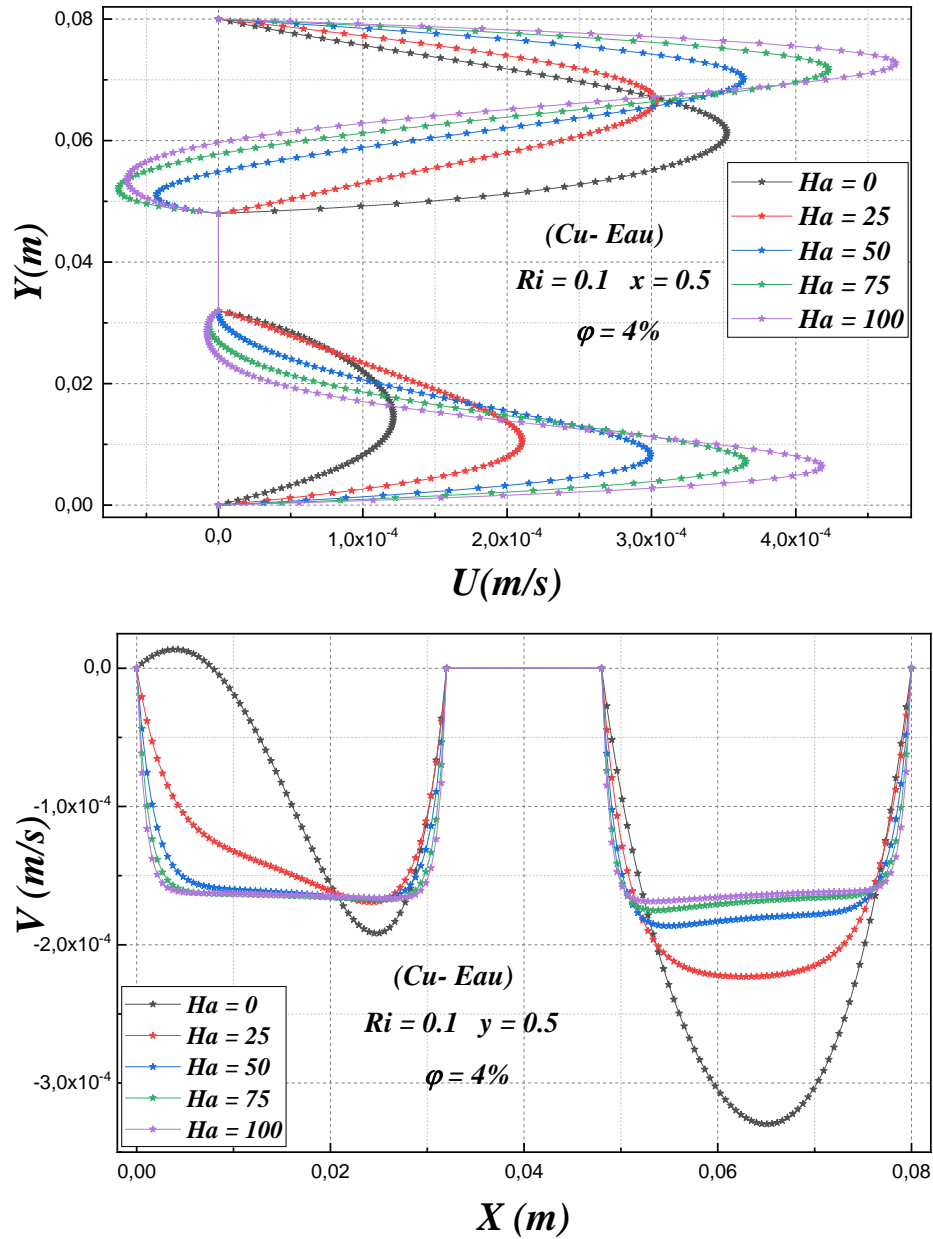 0,08
0,06
0,04
0,02
0,00
Y(m)
Ha = 0
Ha = 25
Ha = 50
Ha = 75
Ha = 100
(Cu- Eau)
Ri = 0.1 x = 0.5
φ = 4%
0,0
1,0x10⁻⁴
2,0x10⁻⁴
3,0x10⁻⁴
4,0x10⁻⁴
U(m/s)
0,0
-1,0x10⁻⁴
-2,0x10⁻⁴
-3,0x10⁻⁴
V (m/s)
(Cu- Eau)
Ri = 0.1 y = 0.5
φ = 4%
Ha = 0
Ha = 25
Ha = 50
Ha = 75
Ha = 100
0,00
0,02
0,04
0,06
0,08
X (m)